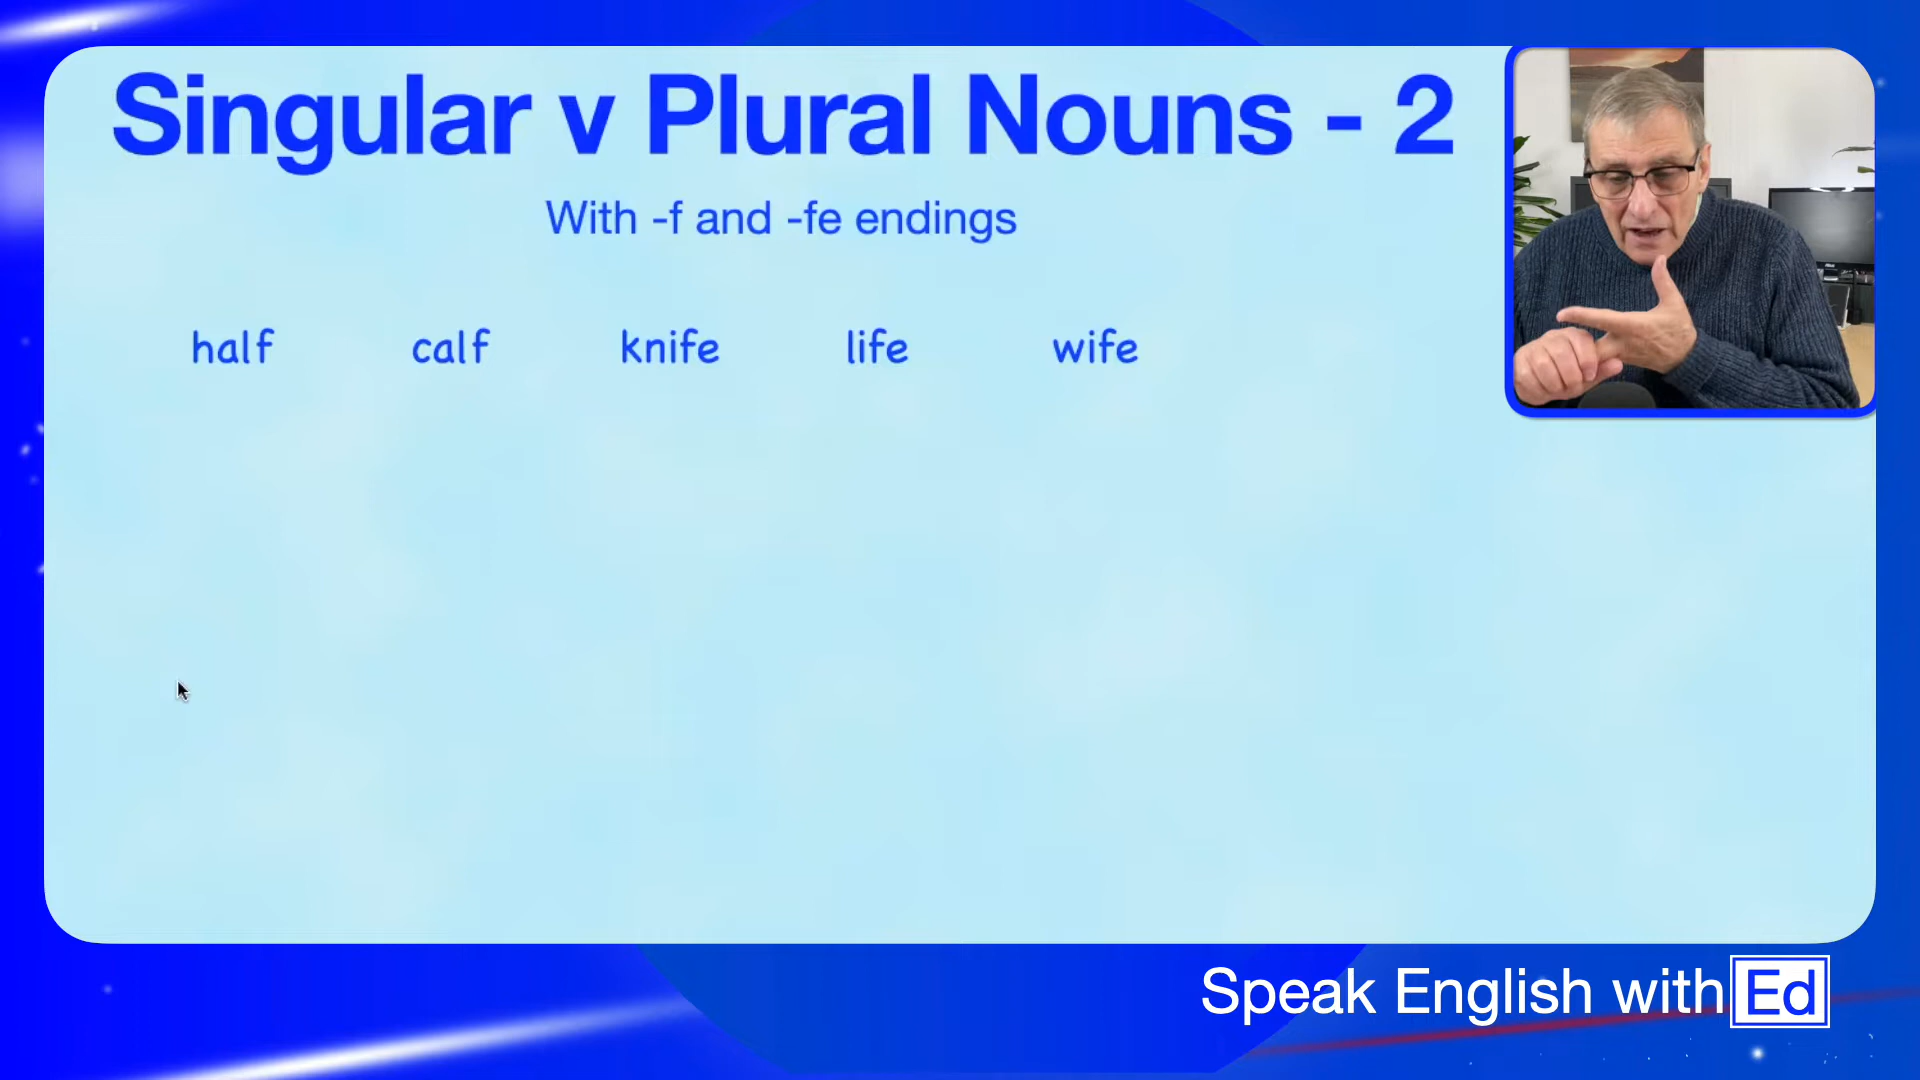 Singular v Plural Nouns - 2
With -f and -fe endings
half calf knife life wife
Speak English with Ed